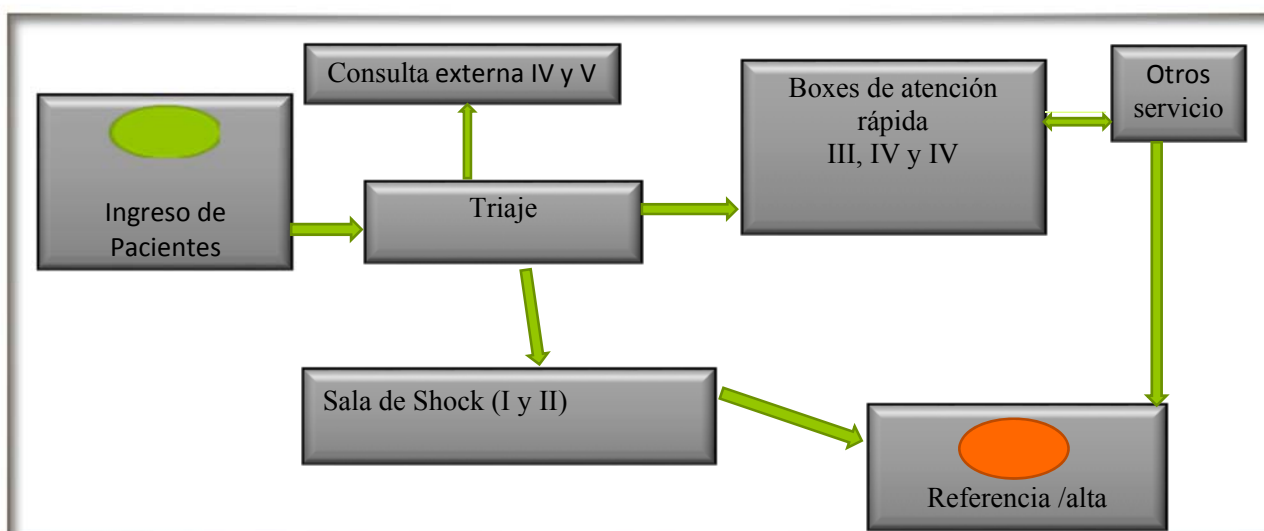 Consulta externa IV y V
Boxes de atención
rápida
III, IV y IV
Otros
servicio
Ingreso de
Pacientes
Triaje
Sala de Shock (I y II)
Referencia /alta